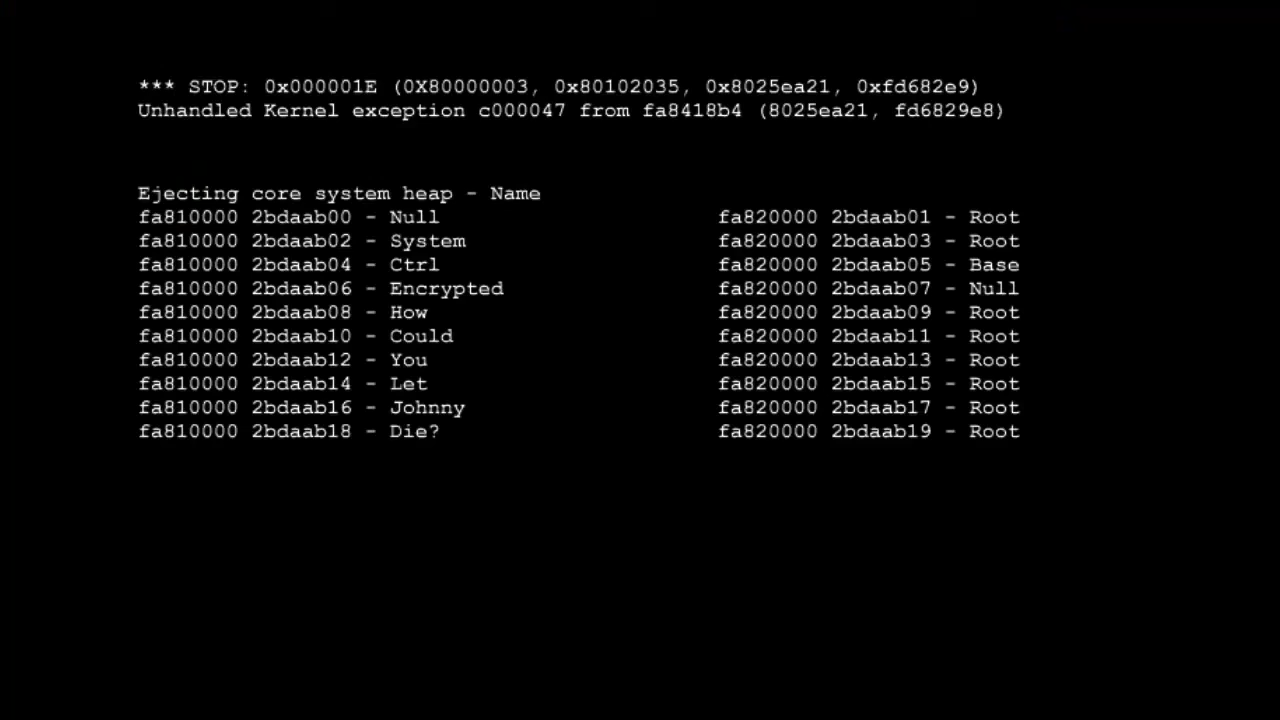 *** STOP: 0x000001E (0X80000003, 0x80102035, 0x8025ea21, 0xfd682e9)
Unhandled Kernel exception c000047 from fa8418b4 (8025ea21, fd6829e8)
Ejecting core system heap - Name
fa810000 2bdaab00 - Null fa820000 2bdaab01 - Root
fa810000 2bdaab02 - System fa820000 2bdaab03 - Root
fa810000 2bdaab04 - Ctrl fa820000 2bdaab05 - Base
fa810000 2bdaab06 - Encrypted fa820000 2bdaab07 - Null
fa810000 2bdaab08 - How fa820000 2bdaab09 - Root
fa810000 2bdaab10 - Could fa820000 2bdaab11 - Root
fa810000 2bdaab12 - You fa820000 2bdaab13 - Root
fa810000 2bdaab14 - Let fa820000 2bdaab15 - Root
fa810000 2bdaab16 - Johnny fa820000 2bdaab17 - Root
fa810000 2bdaab18 - Die? fa820000 2bdaab19 - Root